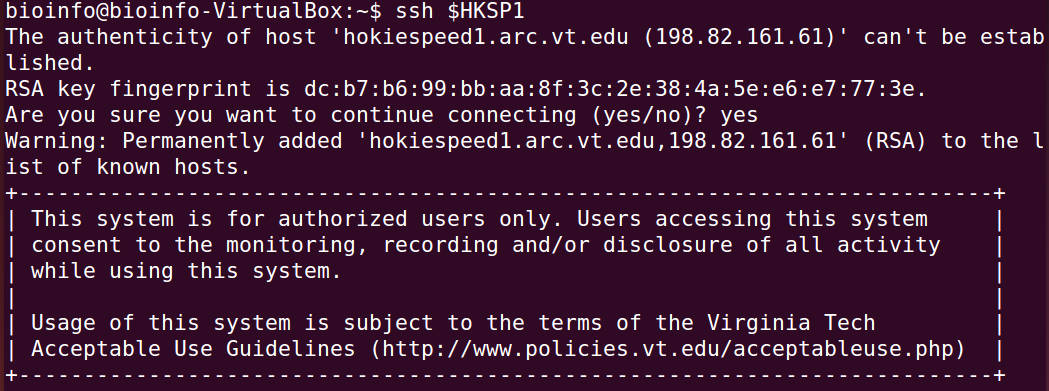 bioinfo@bioinfo-VirtualBox:~$ ssh $HKSP1
The authenticity of host 'hokiespeed1.arc.vt.edu (198.82.161.61)' can't be estab
lished.
RSA key fingerprint is dc:b7:b6:99:bb:aa:8f:3c:2e:38:4a:5e:e6:e7:77:3e.
Are you sure you want to continue connecting (yes/no)? yes
Warning: Permanently added 'hokiespeed1.arc.vt.edu,198.82.161.61' (RSA) to the l
ist of known hosts.
+---------------------------------------------------------------------------+
| This system is for authorized users only. Users accessing this system     |
| consent to the monitoring, recording and/or disclosure of all activity    |
| while using this system.                                                  |
|                                                                           |
| Usage of this system is subject to the terms of the Virginia Tech         |
| Acceptable Use Guidelines (http://www.policies.vt.edu/acceptableuse.php)  |
+---------------------------------------------------------------------------+